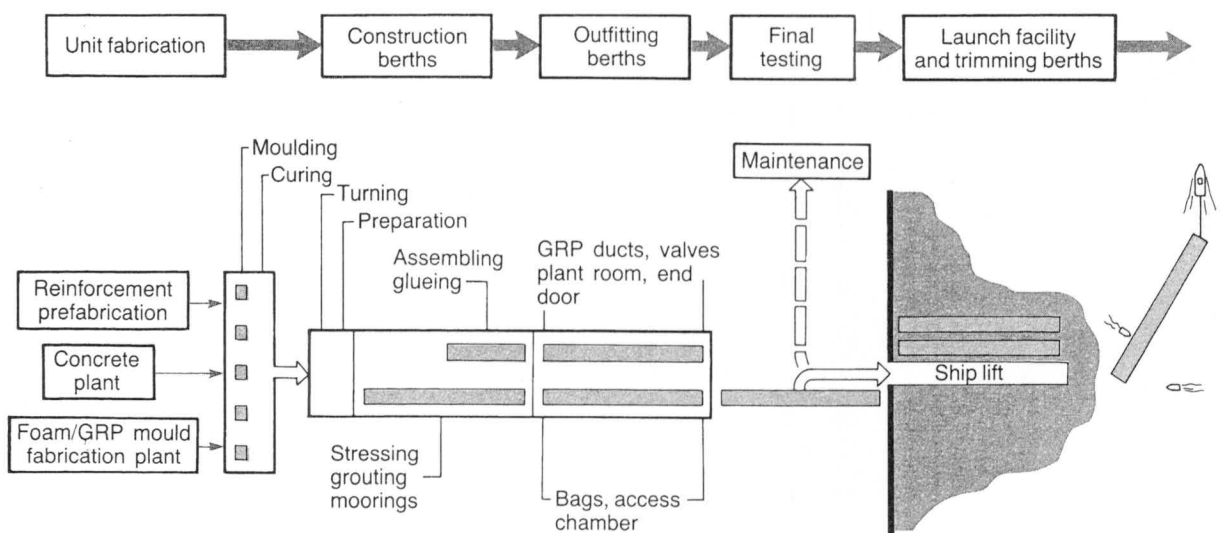 Unit fabrication
Construction
berths
Outfitting
berths
Final
testing
Launch facility
and trimming berths
Moulding
Curing
Turning
Preparation
Maintenance
Assembling
glueing
GRP ducts, valves
plant room, end
door
Reinforcement
prefabrication
Concrete
plant
Foam/GRP mould
fabrication plant
Ship lift
Stressing
grouting
moorings
Bags, access
chamber